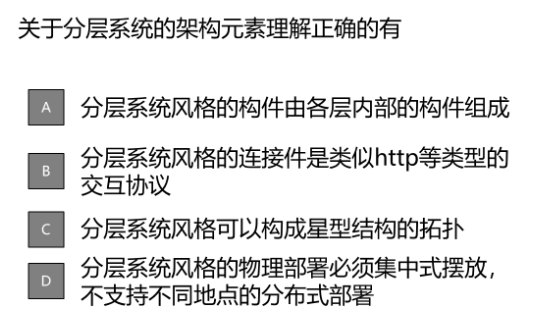 关于分层系统的架构元素理解正确的有
A 分层系统风格的构件由各层内部的构件组成
B 分层系统风格的连接件是类似http等类型的
交互协议
C 分层系统风格可以构成星型结构的拓扑
D 分层系统风格的物理部署必须集中式摆放，
不支持不同地点的分布式部署